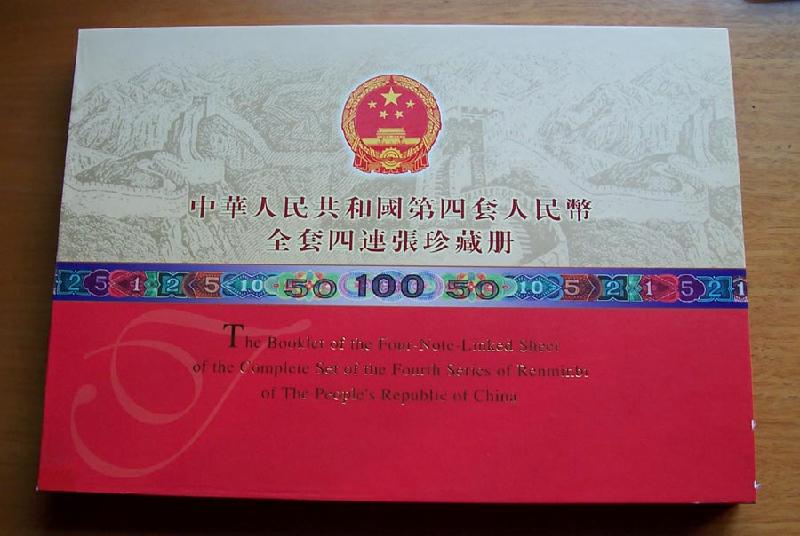 中華人民共和國第四套人民幣
全套四連張珍藏册
2 5 1 2 5 10 50 100 50 10 5 2 1 5 2 1
The Booklet of the Four-Note-Linked Sheet
of the Complete Set of the Fourth Series of Renminbi
of The People's Republic of China